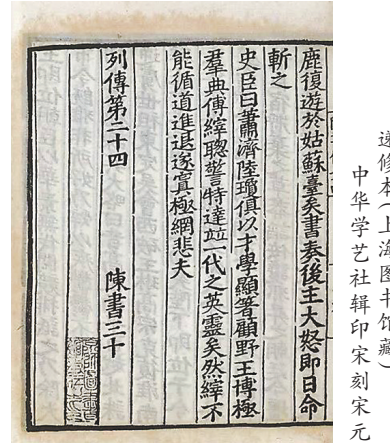 鹿復遊於姑蘇臺矣書奏後主大怒即日命
斬之
史臣曰蕭濟陸瓊俱以才學顯著顧野王博極
羣典傅縡聰警特達竝一代之英靈矣然縡不
能循道進退遂寘極網悲夫
列傳第二十四 陳書三十
中华学艺社辑印宋刻宋元
递修本(上海图书馆藏)